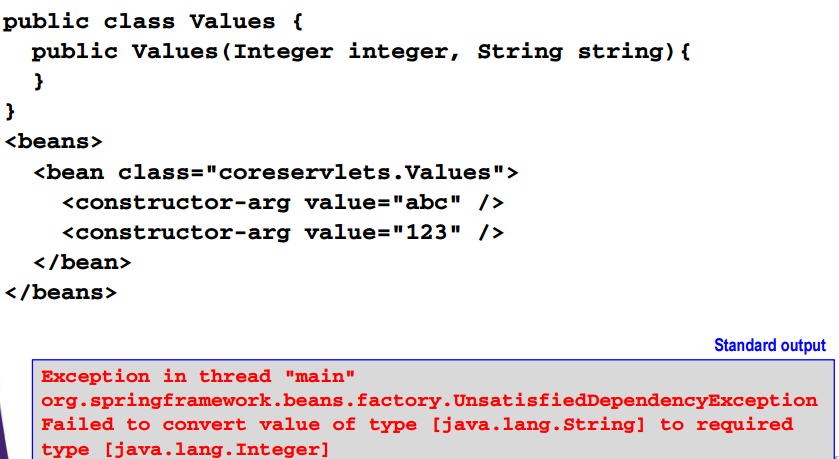 public class Values {
public Values(Integer integer, String string){
}
}
<beans>
<bean class="coreservlets.Values">
<constructor-arg value="abc" />
<constructor-arg value="123" />
</bean>
</beans>
Standard output
Exception in thread "main"
org.springframework.beans.factory.UnsatisfiedDependencyException
Failed to convert value of type [java.lang.String] to required
type [java.lang.Integer]